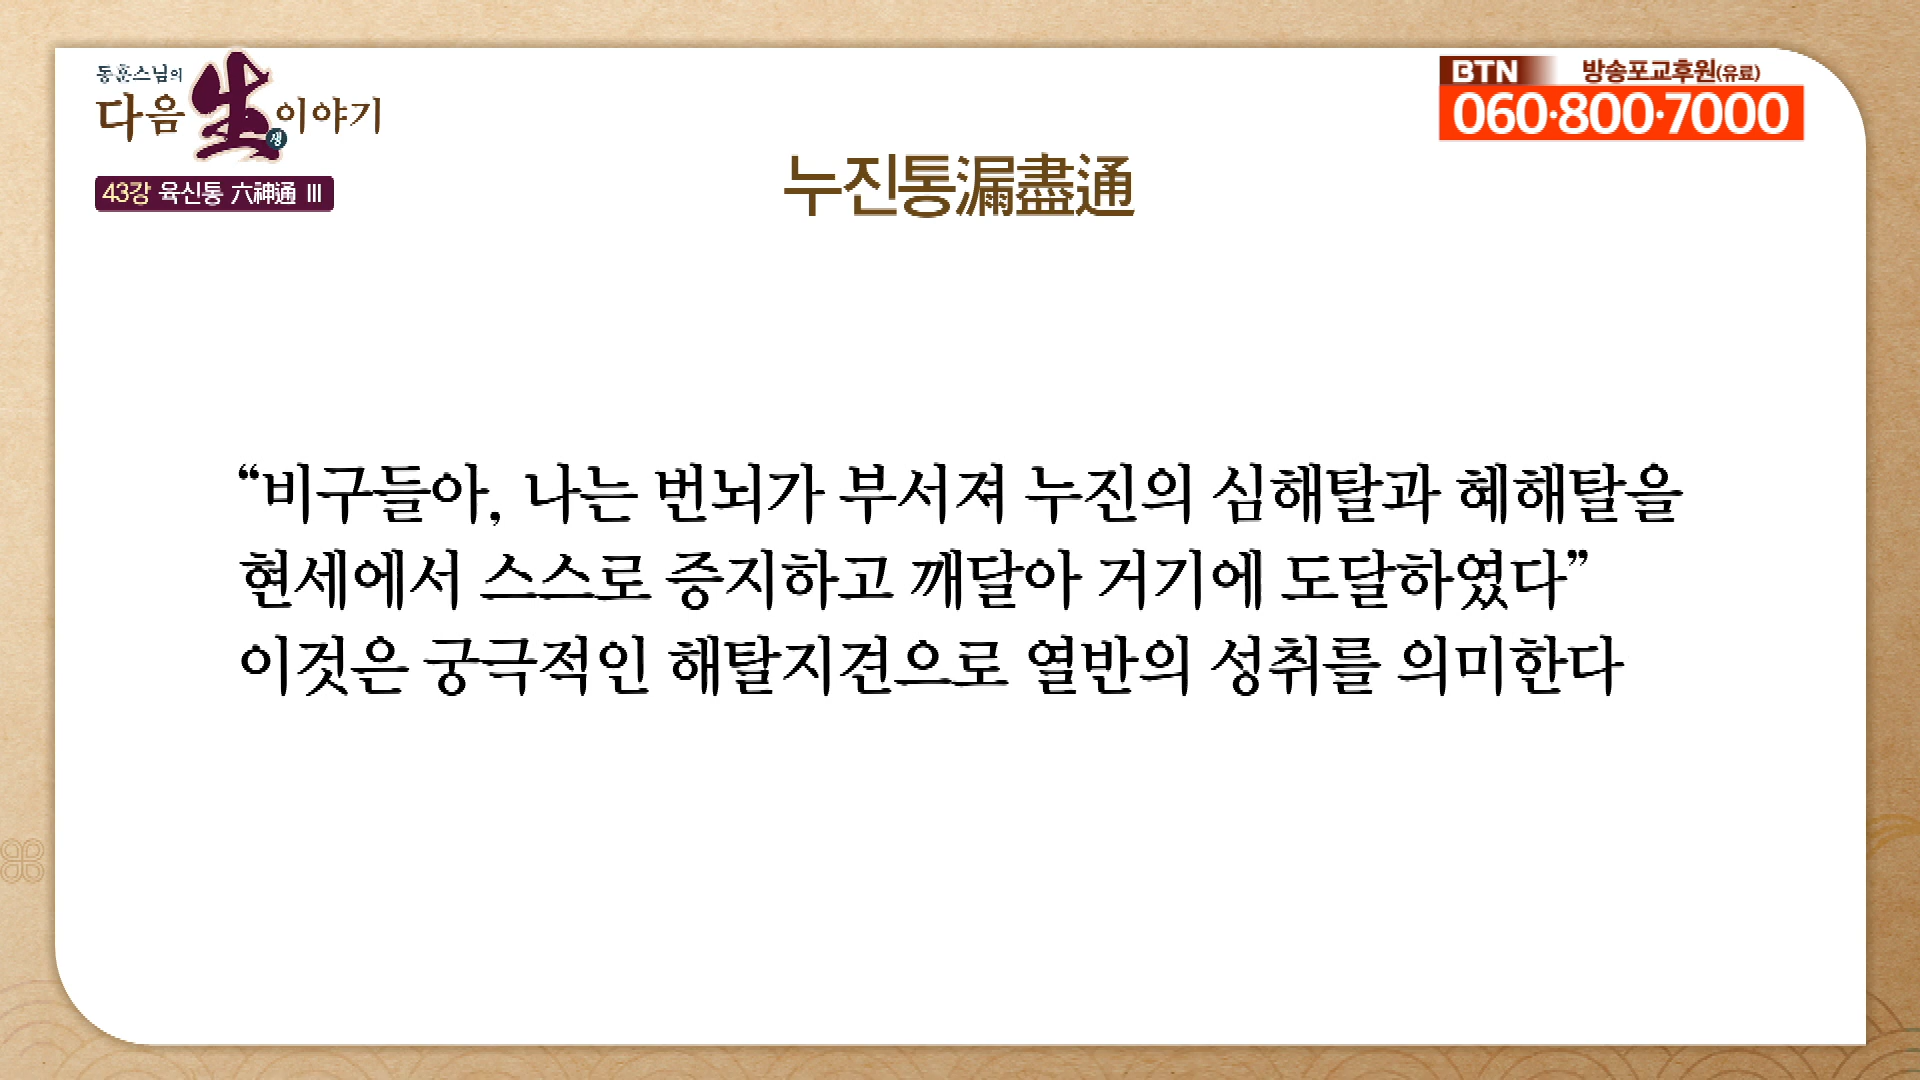 동훈스님의
다음 生 이야기
생
43강 육신통 六神通 Ⅲ
BTN 방송포교후원(유료)
060·800·7000
누진통漏盡通
“비구들아, 나는 번뇌가 부서져 누진의 심해탈과 혜해탈을
현세에서 스스로 증지하고 깨달아 거기에 도달하였다”
이것은 궁극적인 해탈지견으로 열반의 성취를 의미한다